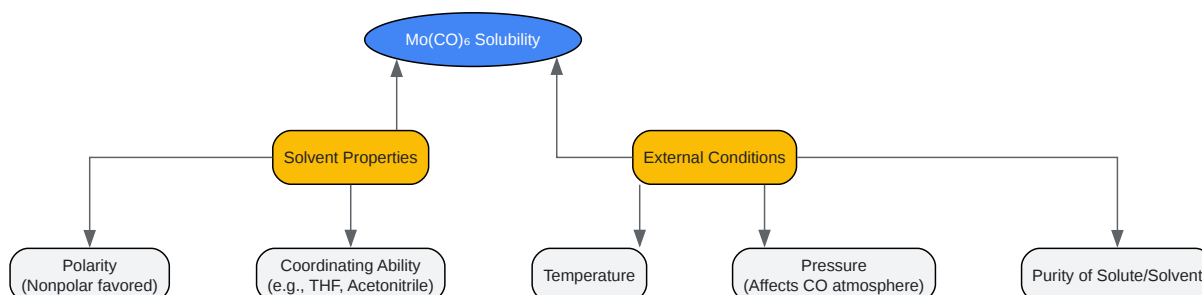 Mo(CO)₆ Solubility
Solvent Properties
External Conditions
Polarity
(Nonpolar favored)
Coordinating Ability
(e.g., THF, Acetonitrile)
Temperature
Pressure
(Affects CO atmosphere)
Purity of Solute/Solvent